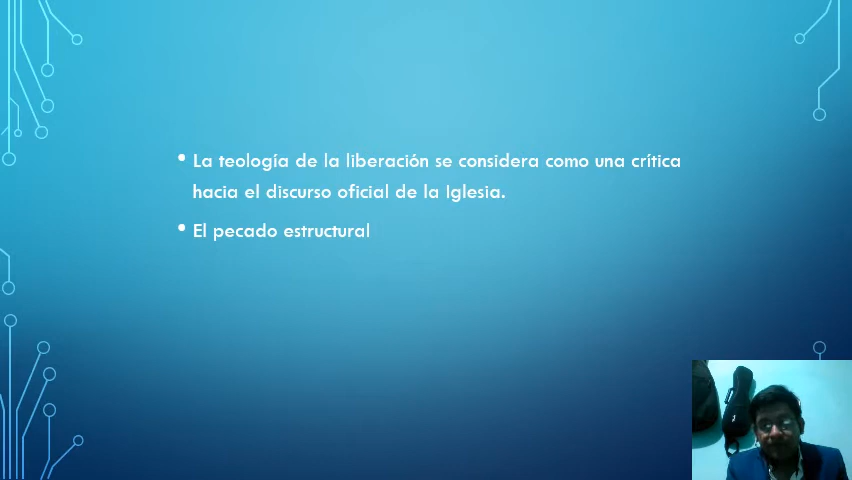 • La teología de la liberación se considera como una crítica
hacia el discurso oficial de la Iglesia.
• El pecado estructural